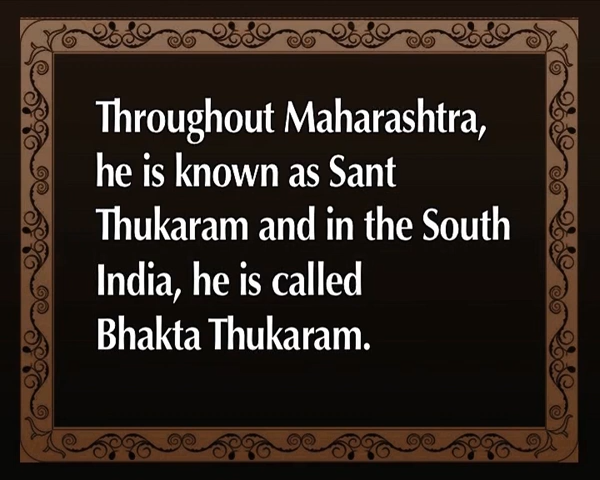 Throughout Maharashtra,
he is known as Sant
Thukaram and in the South
India, he is called
Bhakta Thukaram.